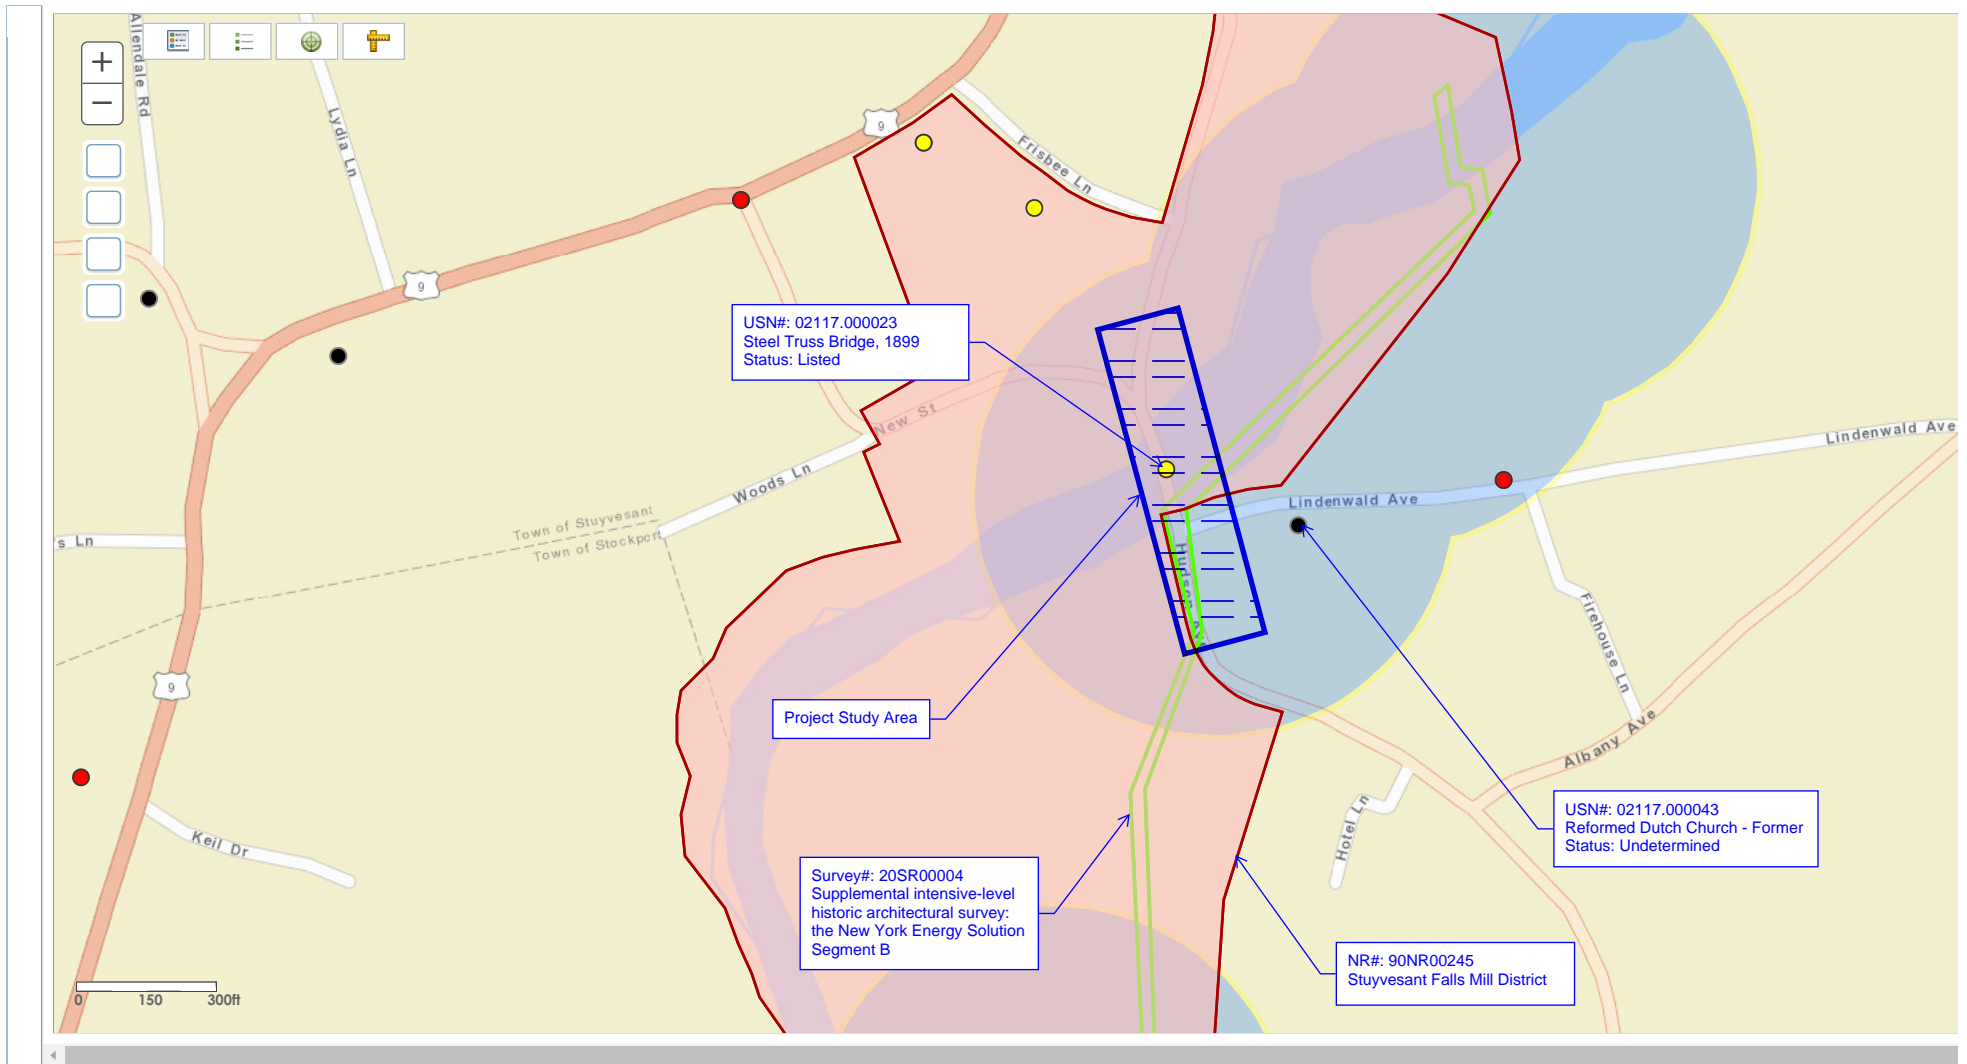 Allendale Rd
+
−
Lydia Ln
9
Frisbee Ln
9
USN#: 02117.000023
Steel Truss Bridge, 1899
Status: Listed
New St
Woods Ln
Lindenwald Ave
Lindenwald Ave
Town of Stuyvesant
Town of Stockport
s Ln
Hudson Ave
Firehouse Ln
9
Project Study Area
Albany Ave
Hotel Ln
Keil Dr
USN#: 02117.000043
Reformed Dutch Church - Former
Status: Undetermined
Survey#: 20SR00004
Supplemental intensive-level
historic architectural survey:
the New York Energy Solution
Segment B
NR#: 90NR00245
Stuyvesant Falls Mill District
0 150 300ft